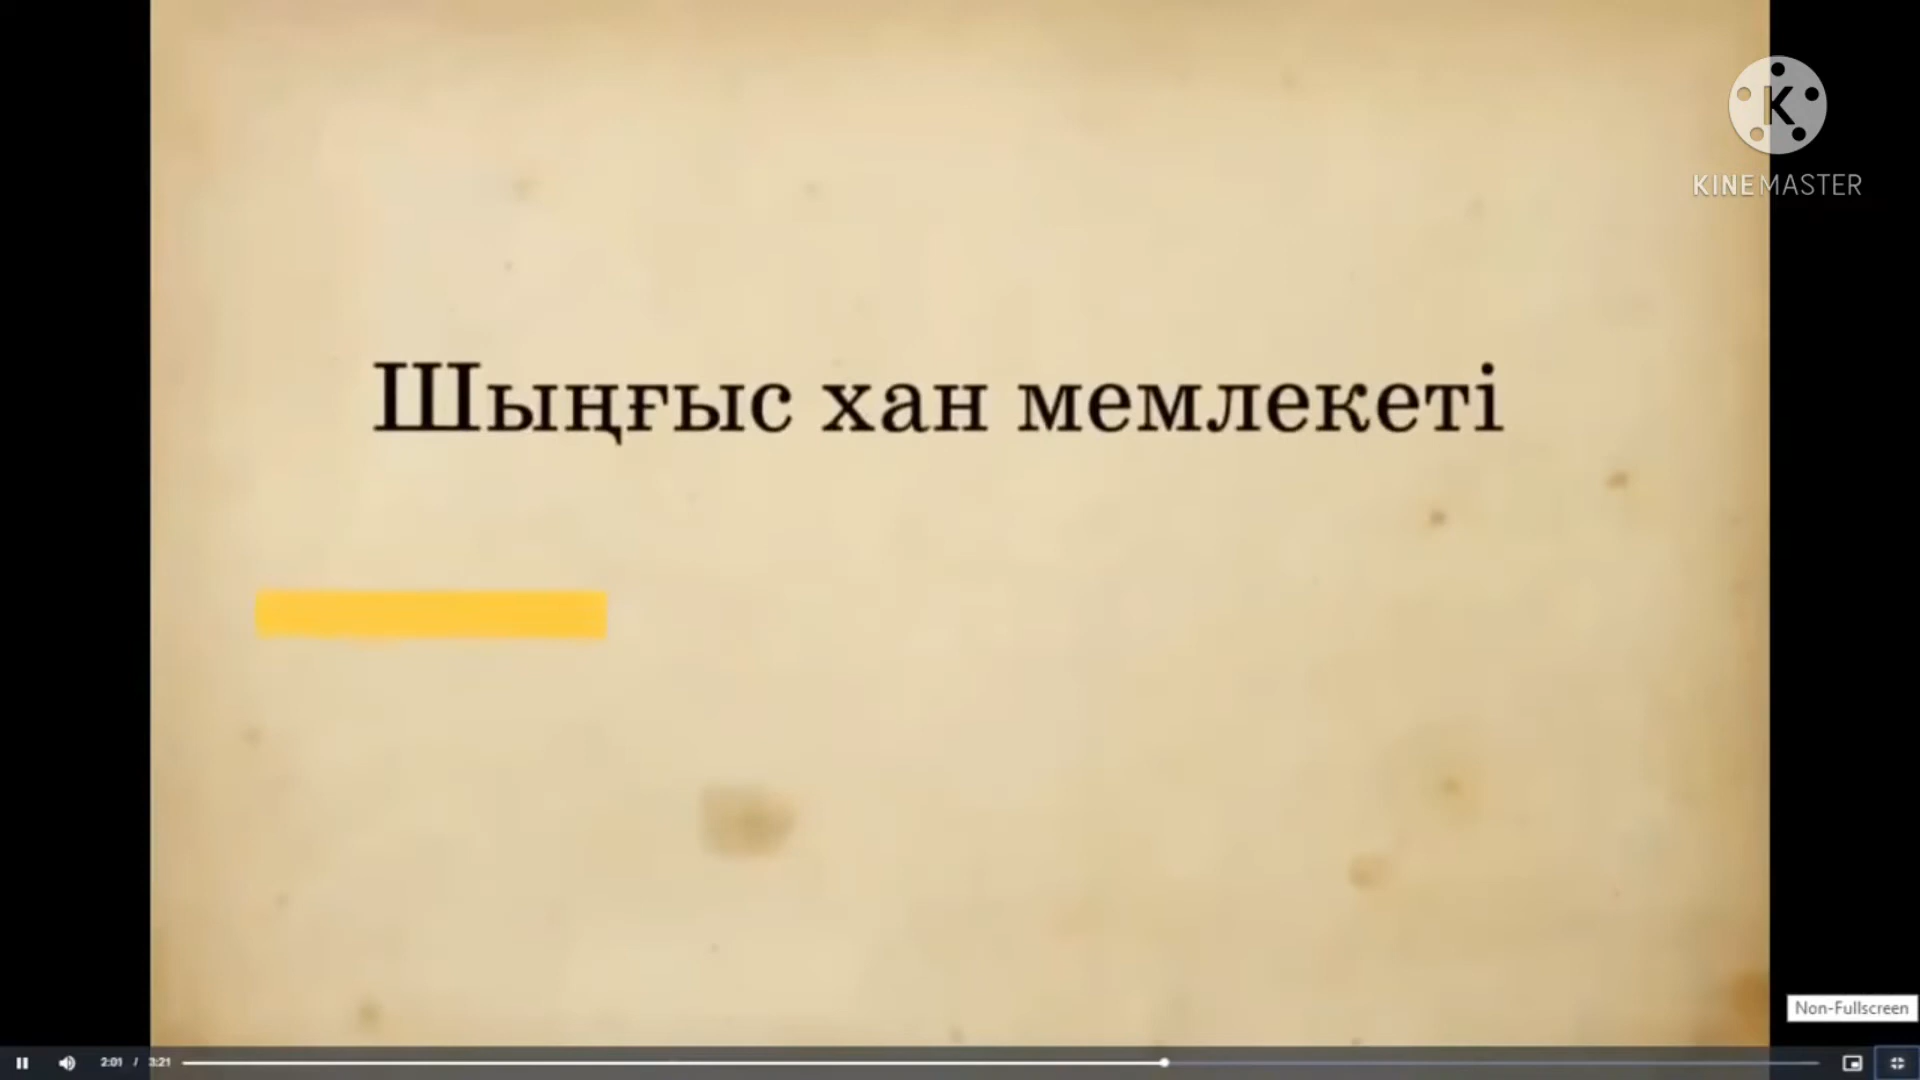 KINEMASTER
Шыңғыс хан мемлекеті
Non-Fullscreen
2:01 / 3:21